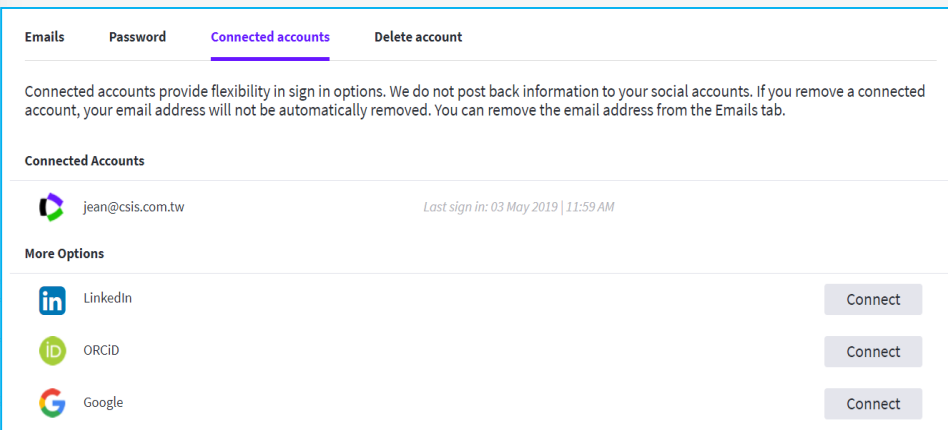 Emails Password Connected accounts Delete account
Connected accounts provide flexibility in sign in options. We do not post back information to your social accounts. If you remove a connected
account, your email address will not be automatically removed. You can remove the email address from the Emails tab.
Connected Accounts
jean@csis.com.tw Last sign in: 03 May 2019 | 11:59 AM
More Options
in LinkedIn Connect
iD ORCiD Connect
Google Connect